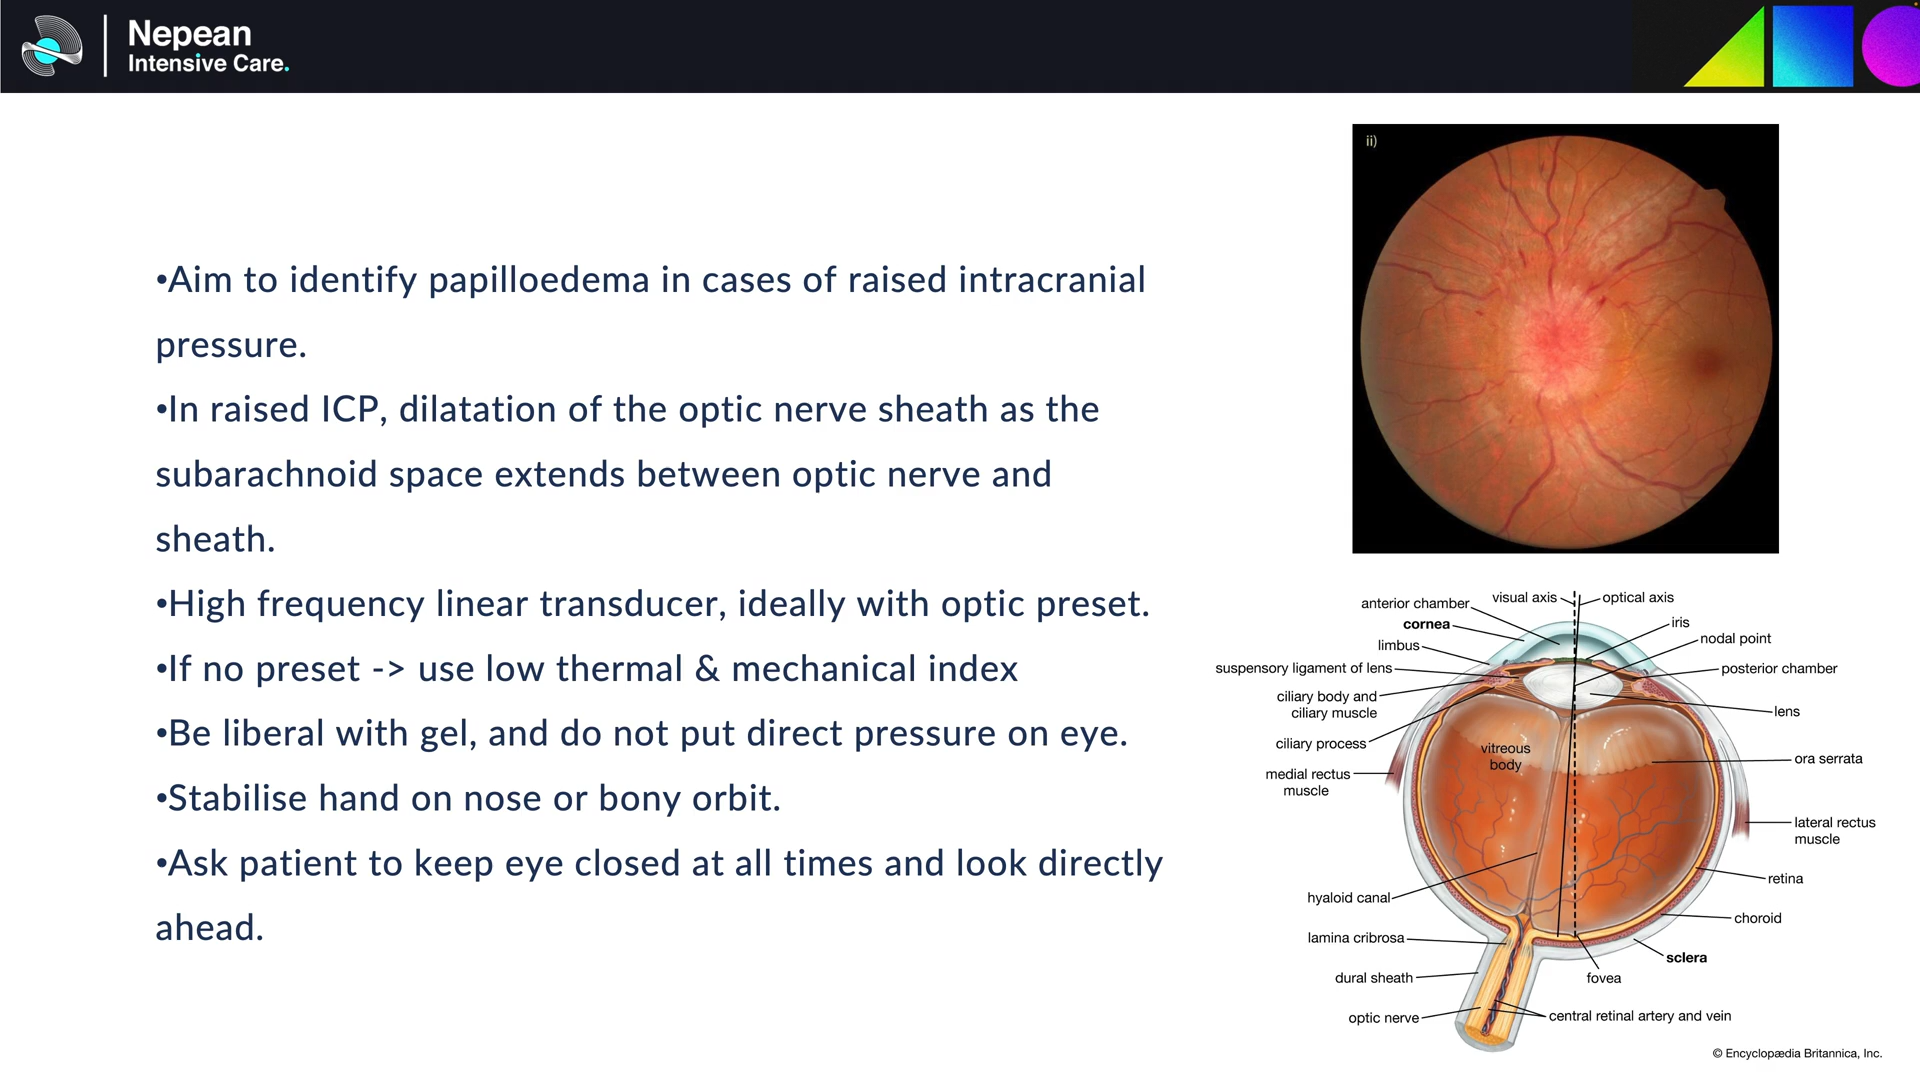 Nepean
Intensive Care.
•Aim to identify papilloedema in cases of raised intracranial
pressure.
•In raised ICP, dilatation of the optic nerve sheath as the
subarachnoid space extends between optic nerve and
sheath.
•High frequency linear transducer, ideally with optic preset.
•If no preset -> use low thermal & mechanical index
•Be liberal with gel, and do not put direct pressure on eye.
•Stabilise hand on nose or bony orbit.
•Ask patient to keep eye closed at all times and look directly
ahead.
ii)
visual axis
optical axis
anterior chamber
cornea
iris
limbus
nodal point
suspensory ligament of lens
posterior chamber
ciliary body and
ciliary muscle
lens
ciliary process
vitreous
body
ora serrata
medial rectus
muscle
lateral rectus
muscle
retina
hyaloid canal
choroid
lamina cribrosa
sclera
dural sheath
fovea
optic nerve
central retinal artery and vein
© Encyclopædia Britannica, Inc.